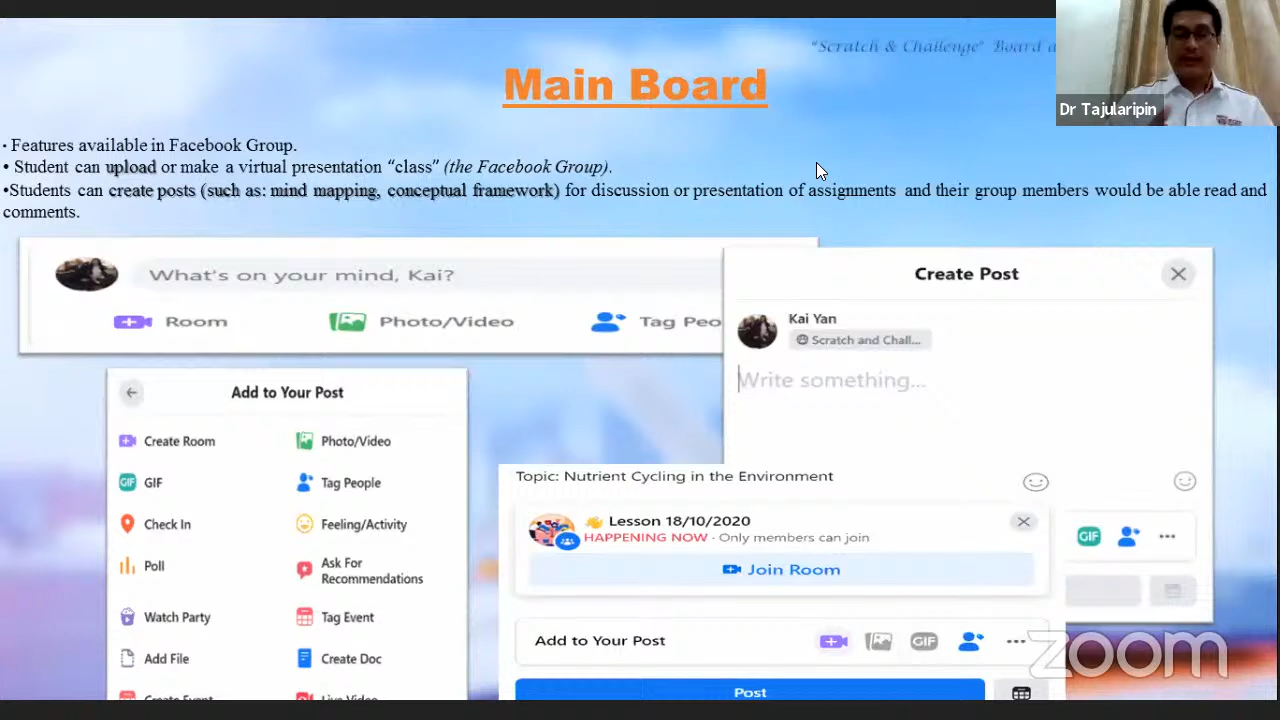 "Scratch & Challenge" Board a
Main Board
Dr Tajularipin
• Features available in Facebook Group.
• Student can upload or make a virtual presentation “class” (the Facebook Group).
•Students can create posts (such as: mind mapping, conceptual framework) for discussion or presentation of assignments and their group members would be able read and
comments.
What's on your mind, Kai?
Room
Photo/Video
Tag Peo
Create Post
Kai Yan
Scratch and Chall...
Write something...
Add to Your Post
Create Room
Photo/Video
GIF
Tag People
Check In
Feeling/Activity
Poll
Ask For
Recommendations
Watch Party
Tag Event
Add File
Create Doc
Create Event
Live Video
Topic: Nutrient Cycling in the Environment
👋 Lesson 18/10/2020
HAPPENING NOW · Only members can join
Join Room
GIF
Add to Your Post
GIF
Post
zoom